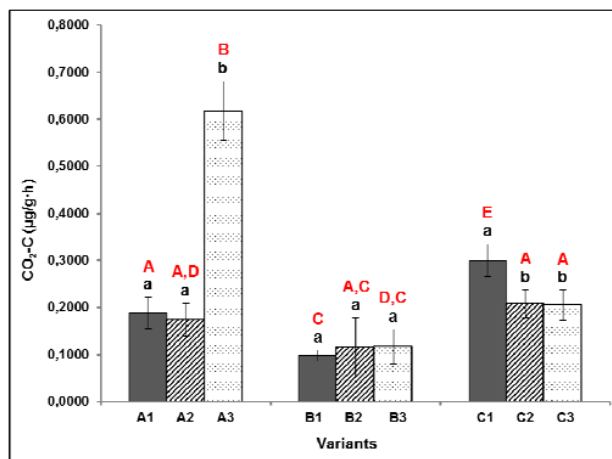 0,8000
0,7000
0,6000
0,5000
0,4000
0,3000
0,2000
0,1000
0,0000
CO₂-C (µg/g·h)
A
a
A,D
a
B
b
C
a
A,C
a
D,C
a
E
a
A
b
A
b
A1 A2 A3 B1 B2 B3 C1 C2 C3
Variants